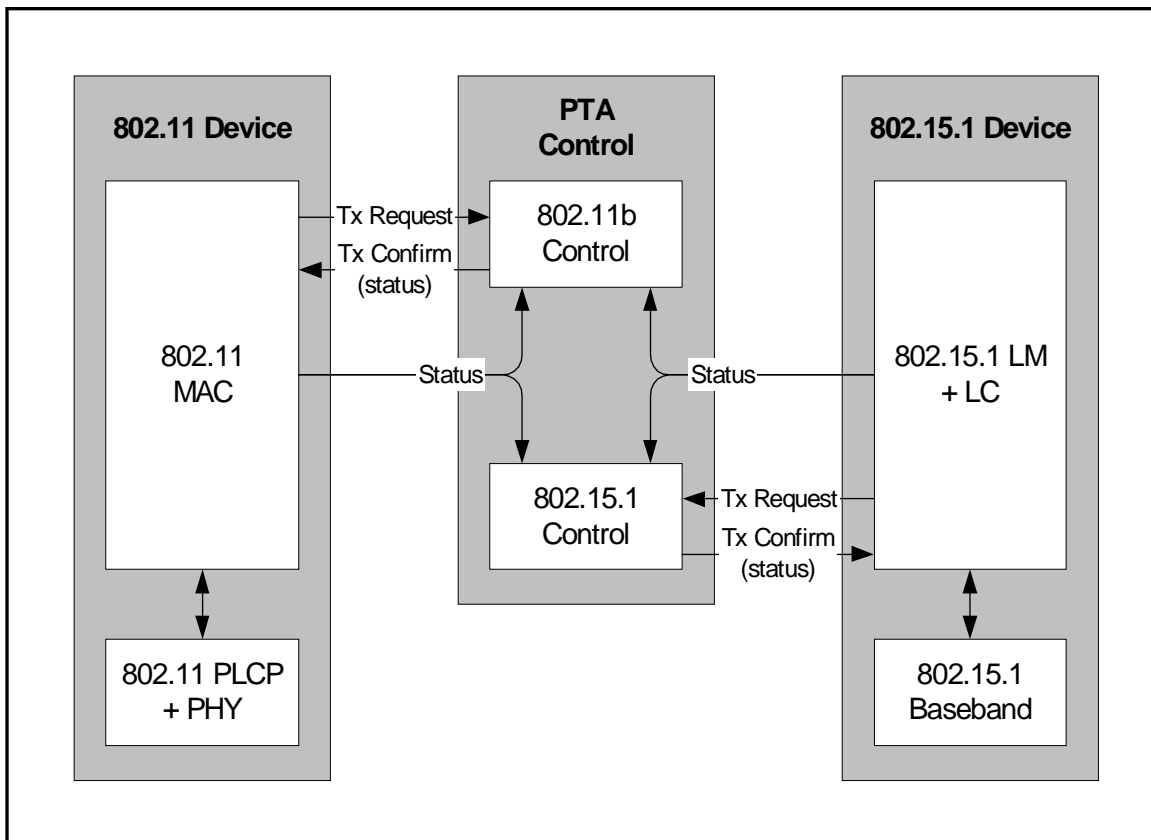 802.11 Device
802.11
MAC
802.11 PLCP
+ PHY
Tx Request
Tx Confirm
(status)
Status
PTA
Control
802.11b
Control
802.15.1
Control
Status
Tx Request
Tx Confirm
(status)
802.15.1 Device
802.15.1 LM
+ LC
802.15.1
Baseband